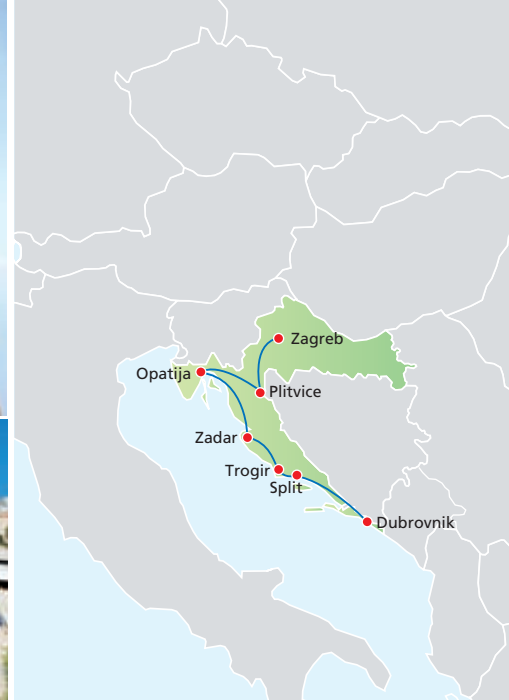 Zagreb
Opatija
Plitvice
Zadar
Trogir
Split
Dubrovnik